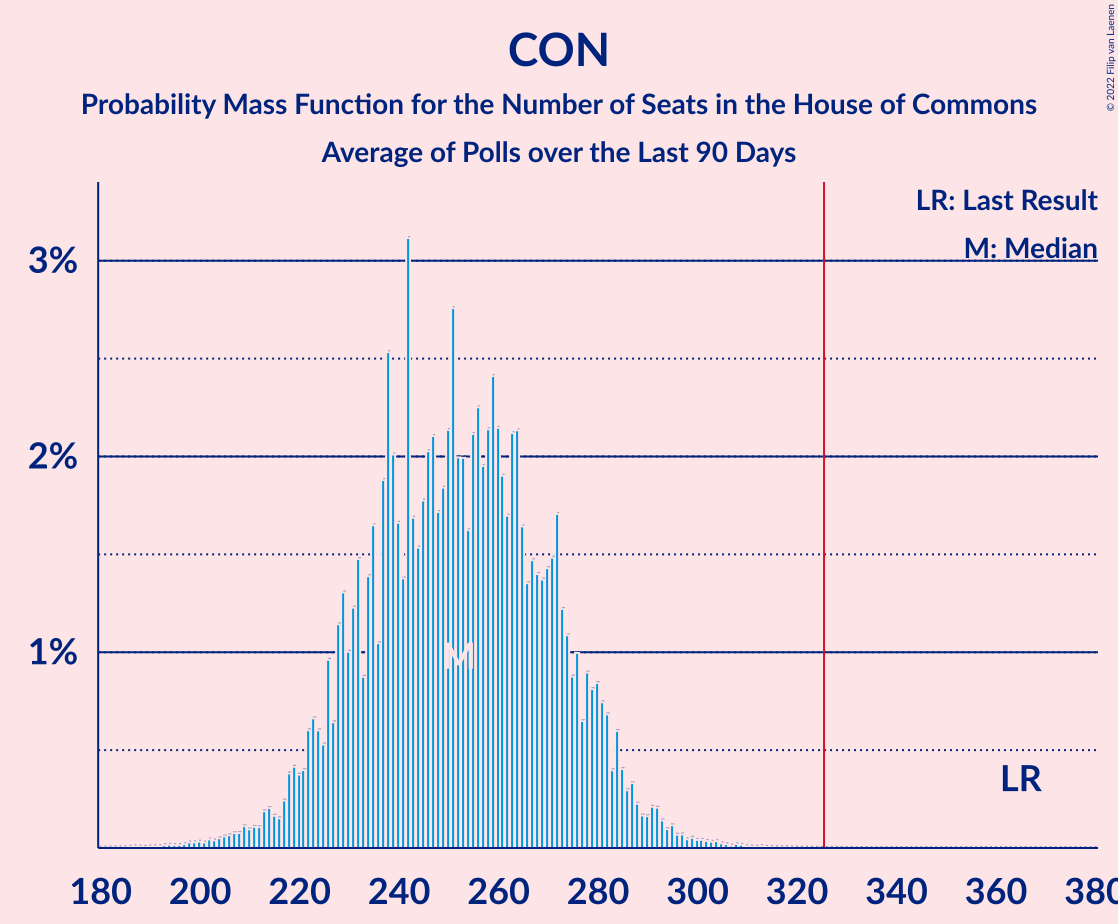 CON
Probability Mass Function for the Number of Seats in the House of Commons
Average of Polls over the Last 90 Days
© 2022 Filip van Laenen
LR: Last Result
M: Median
3%
2%
1%
M
LR
180 200 220 240 260 280 300 320 340 360 380